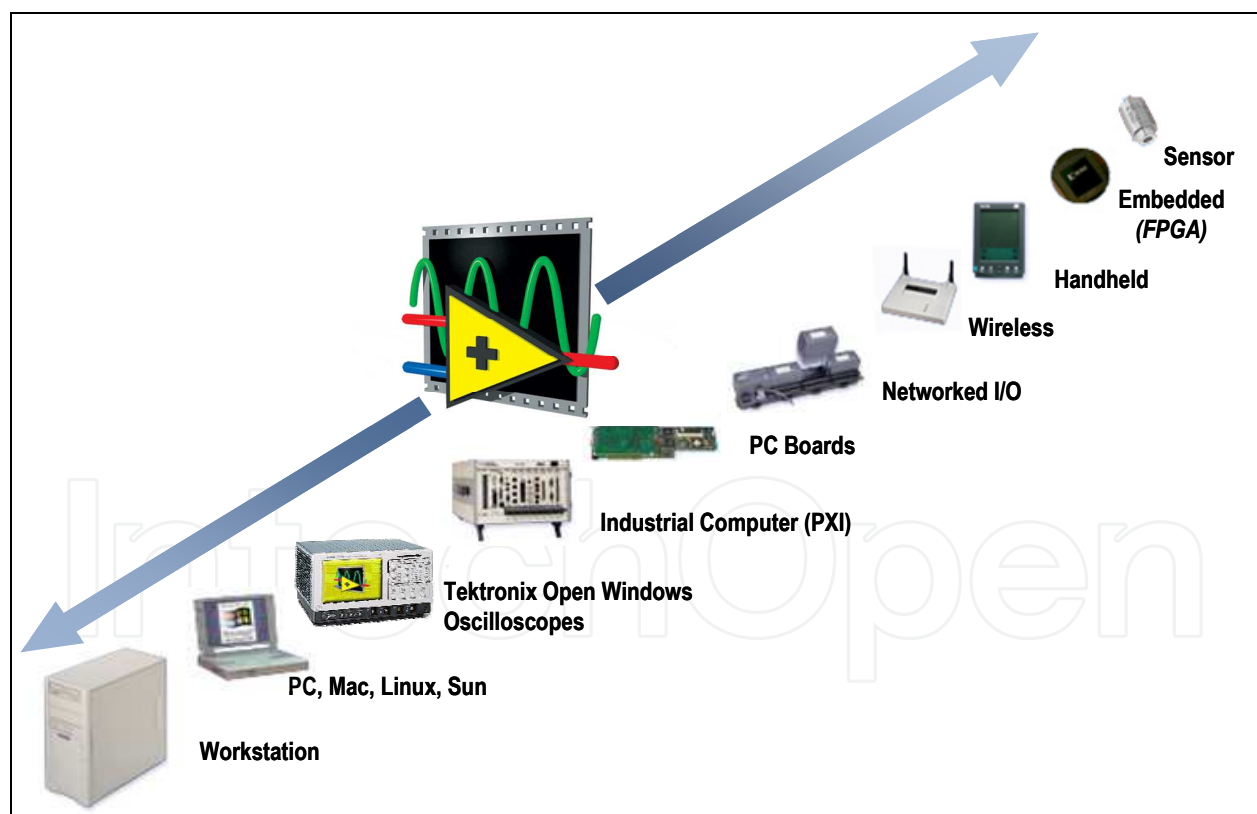 Sensor
Embedded
(FPGA)
Handheld
Wireless
Networked I/O
PC Boards
Industrial Computer (PXI)
Tektronix Open Windows
Oscilloscopes
PC, Mac, Linux, Sun
Workstation
IntechOpen